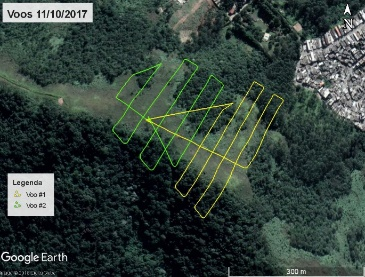 Voos 11/10/2017
N
Legenda
Voo #1
Voo #2
Google Earth
300 m